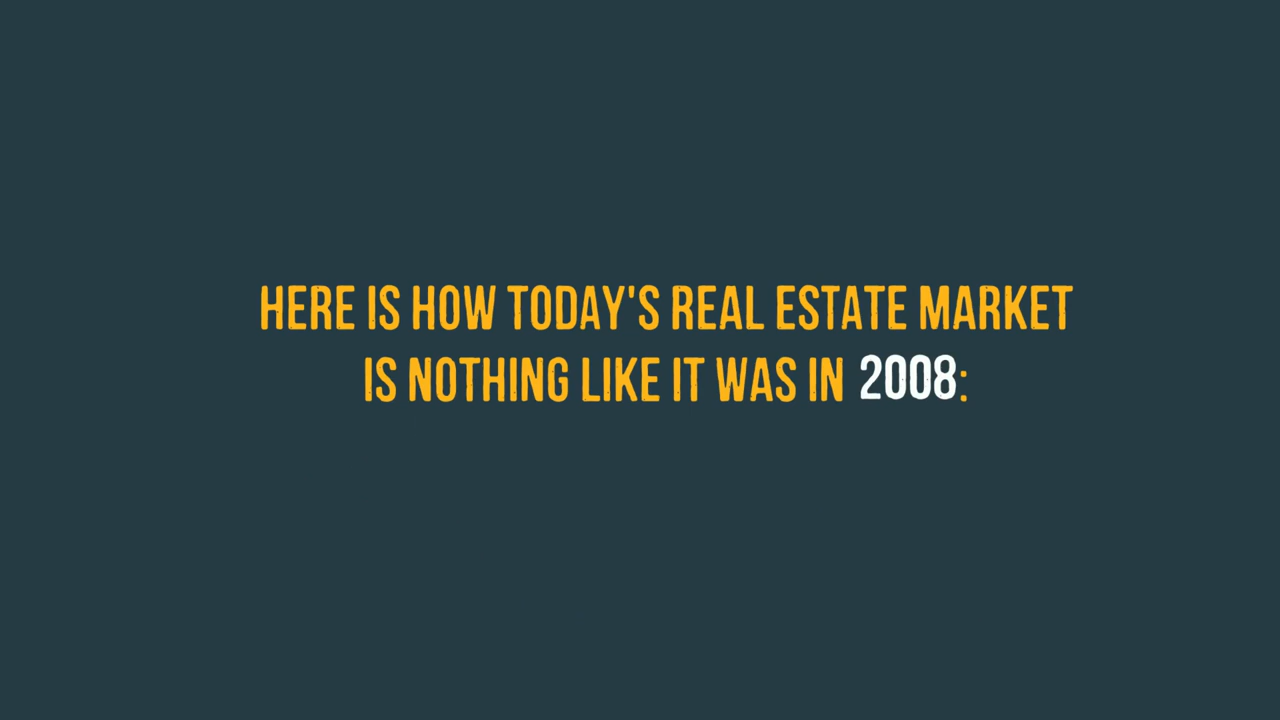 HERE IS HOW TODAY'S REAL ESTATE MARKET
IS NOTHING LIKE IT WAS IN 2008: